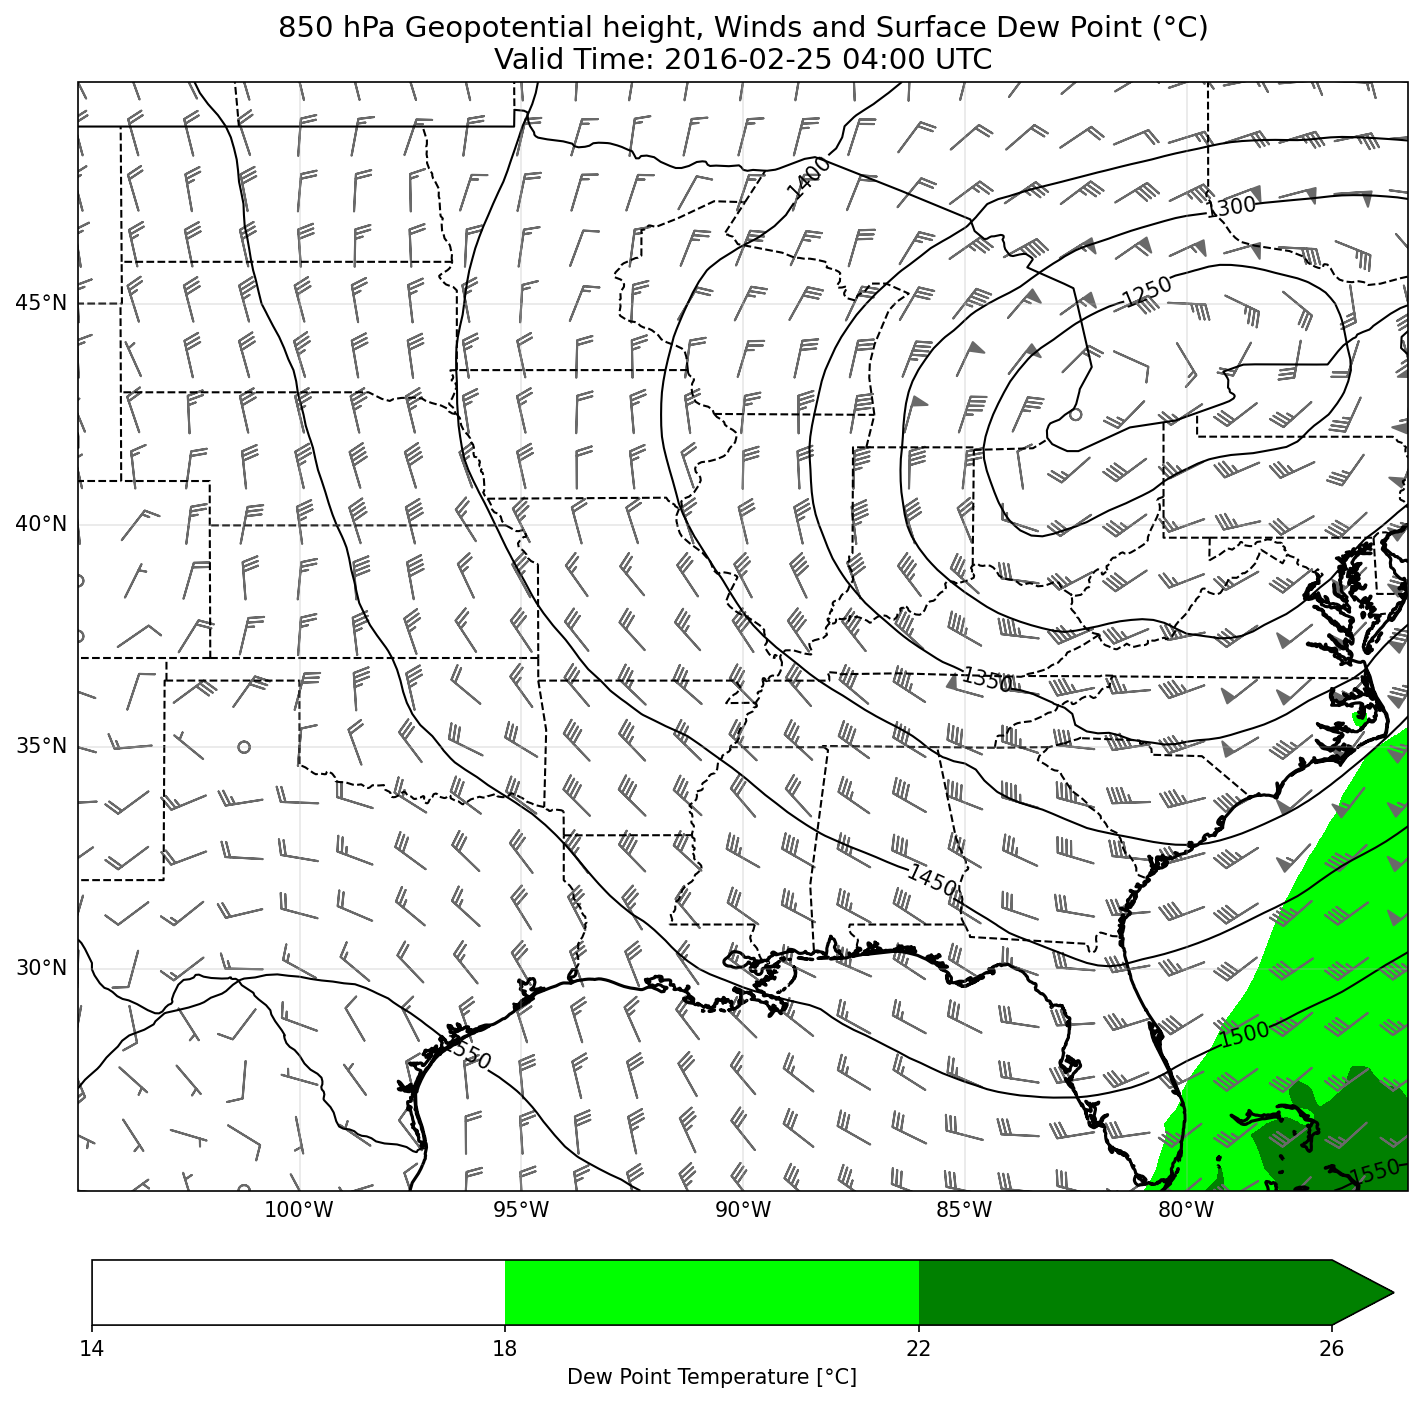 850 hPa Geopotential height, Winds and Surface Dew Point (°C)
Valid Time: 2016-02-25 04:00 UTC
1400
1300
1250
45°N
40°N
1350
35°N
1450
30°N
1500
1550
1550
100°W
95°W
90°W
85°W
80°W
14
18
22
26
Dew Point Temperature [°C]